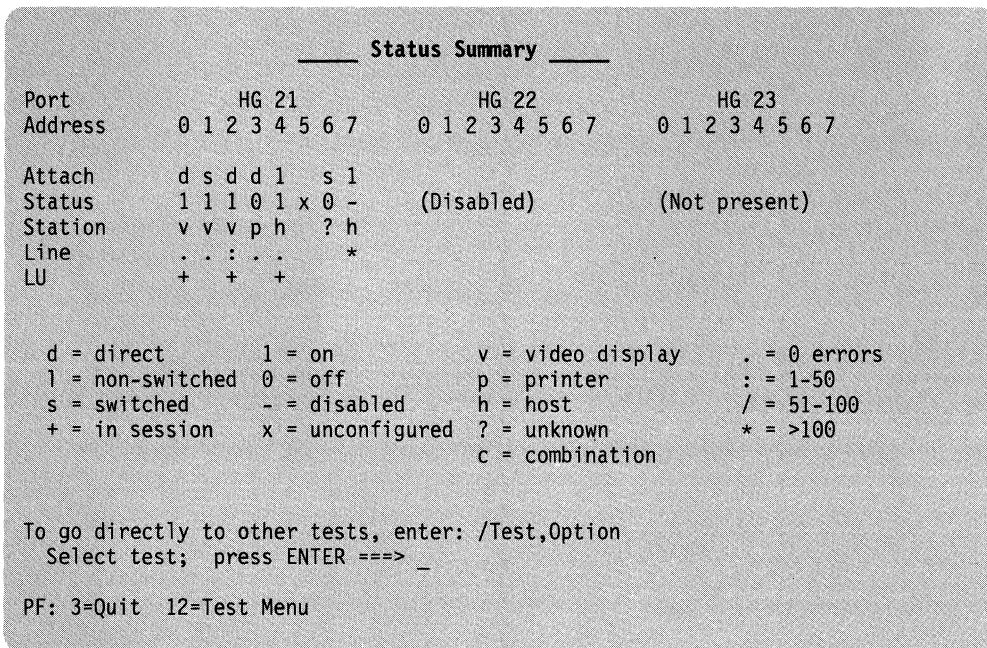 _____ Status Summary _____
Port              HG 21               HG 22               HG 23
Address      0 1 2 3 4 5 6 7     0 1 2 3 4 5 6 7     0 1 2 3 4 5 6 7
Attach       d s d d l   s l
Status       1 1 1 0 1 x 0 -     (Disabled)          (Not present)
Station      v v v p h   ? h
Line         . . : . .     *
LU           +   +   +
d = direct        1 = on            v = video display     . = 0 errors
l = non-switched  0 = off           p = printer           : = 1-50
s = switched      - = disabled      h = host              / = 51-100
+ = in session    x = unconfigured  ? = unknown           * = >100
c = combination
To go directly to other tests, enter: /Test,Option
Select test;  press ENTER ===> _
PF: 3=Quit  12=Test Menu